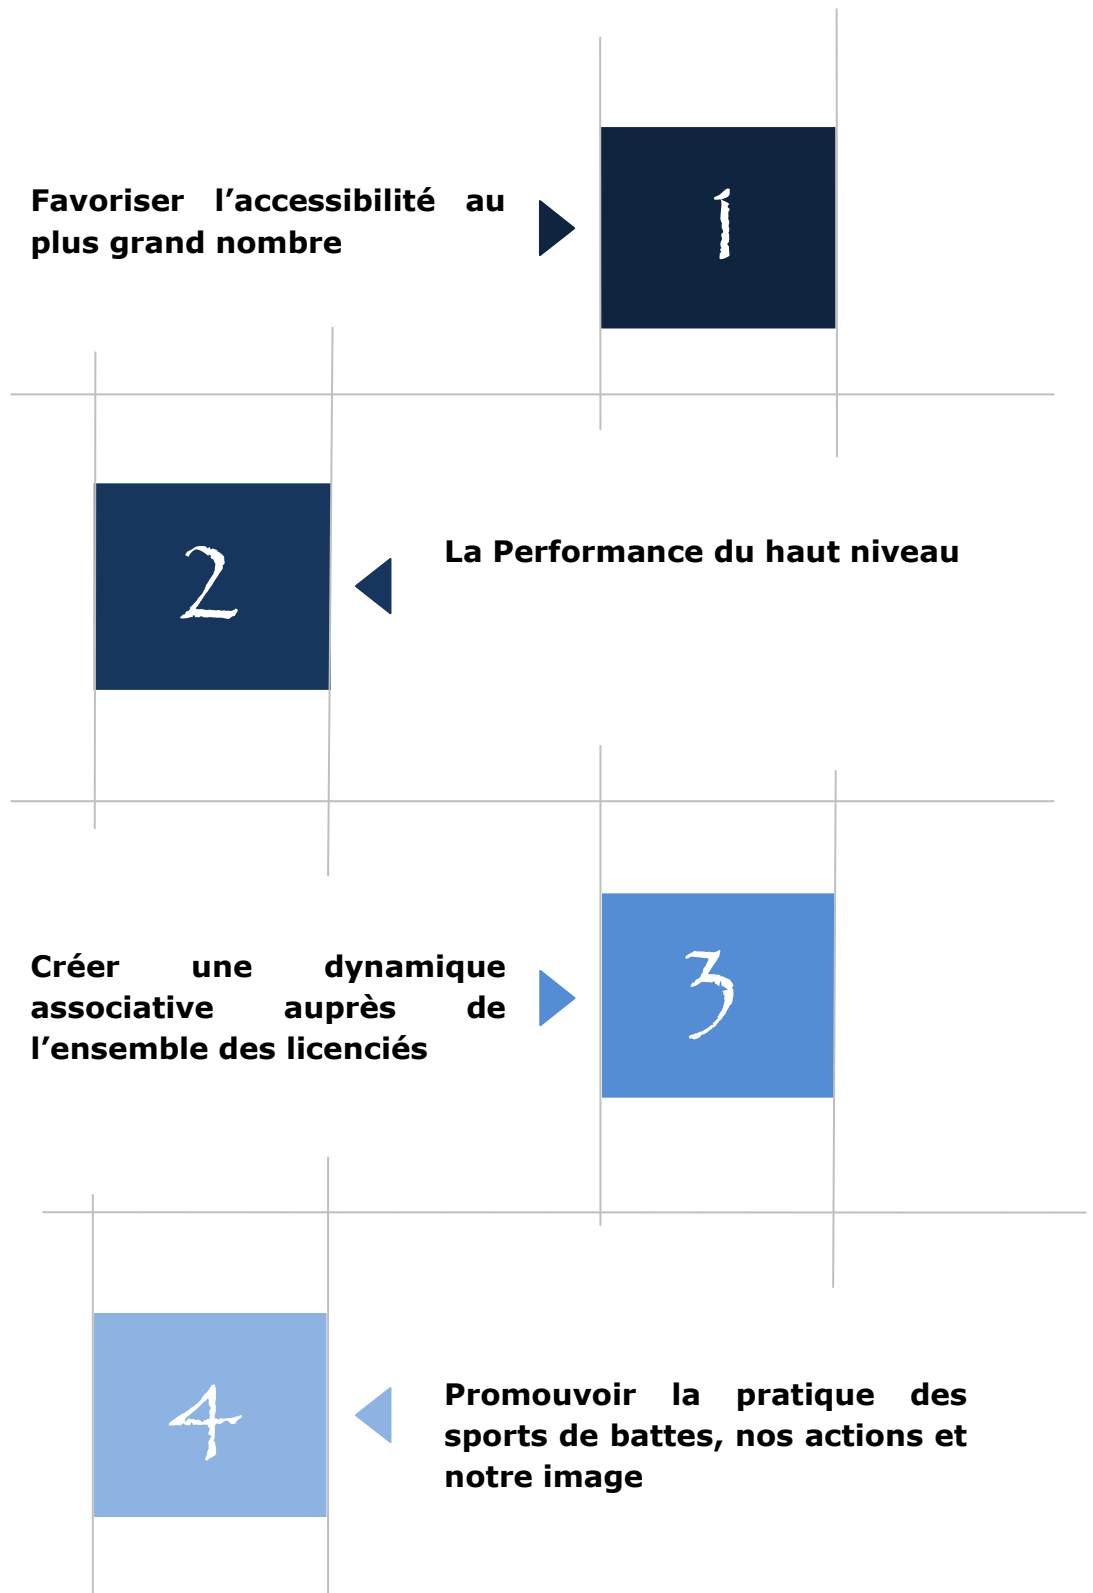 Favoriser l’accessibilité au
plus grand nombre
1
2
La Performance du haut niveau
Créer une dynamique
associative auprès de
l’ensemble des licenciés
3
4
Promouvoir la pratique des
sports de battes, nos actions et
notre image